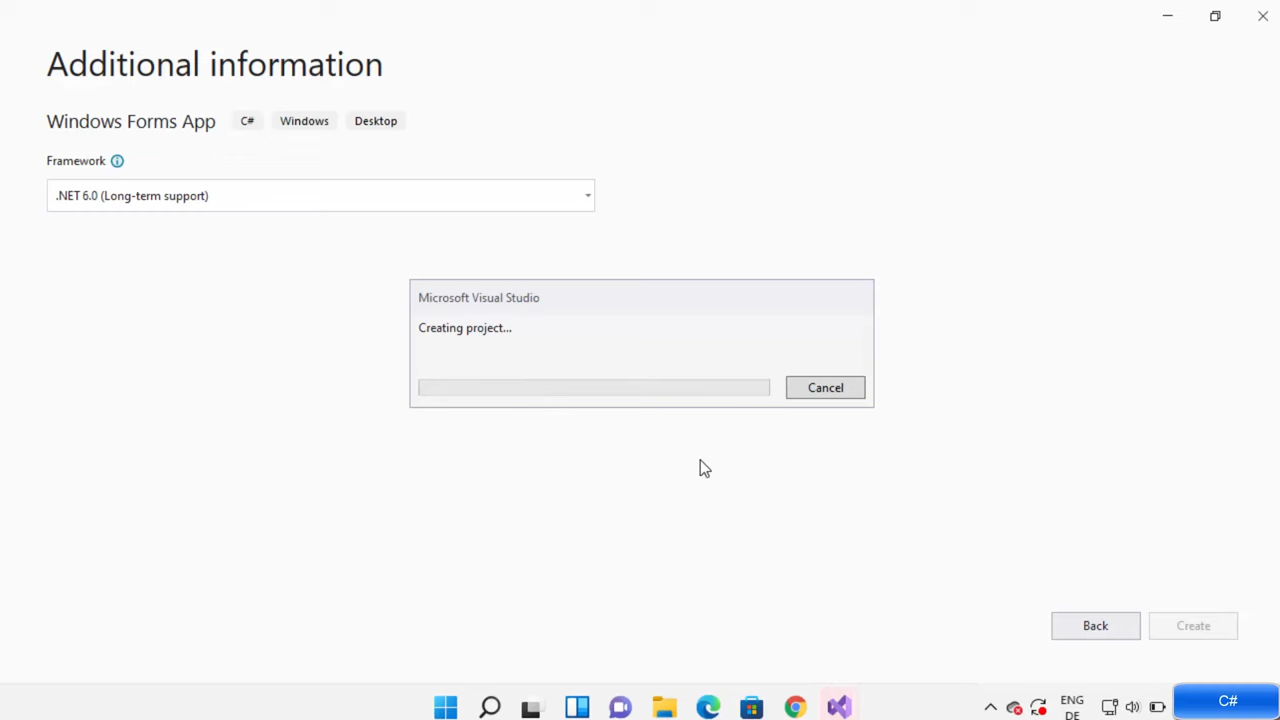 Additional information
Windows Forms App C# Windows Desktop
Framework
.NET 6.0 (Long-term support)
Microsoft Visual Studio
Creating project...
Cancel
Back Create
ENG
DE
C#